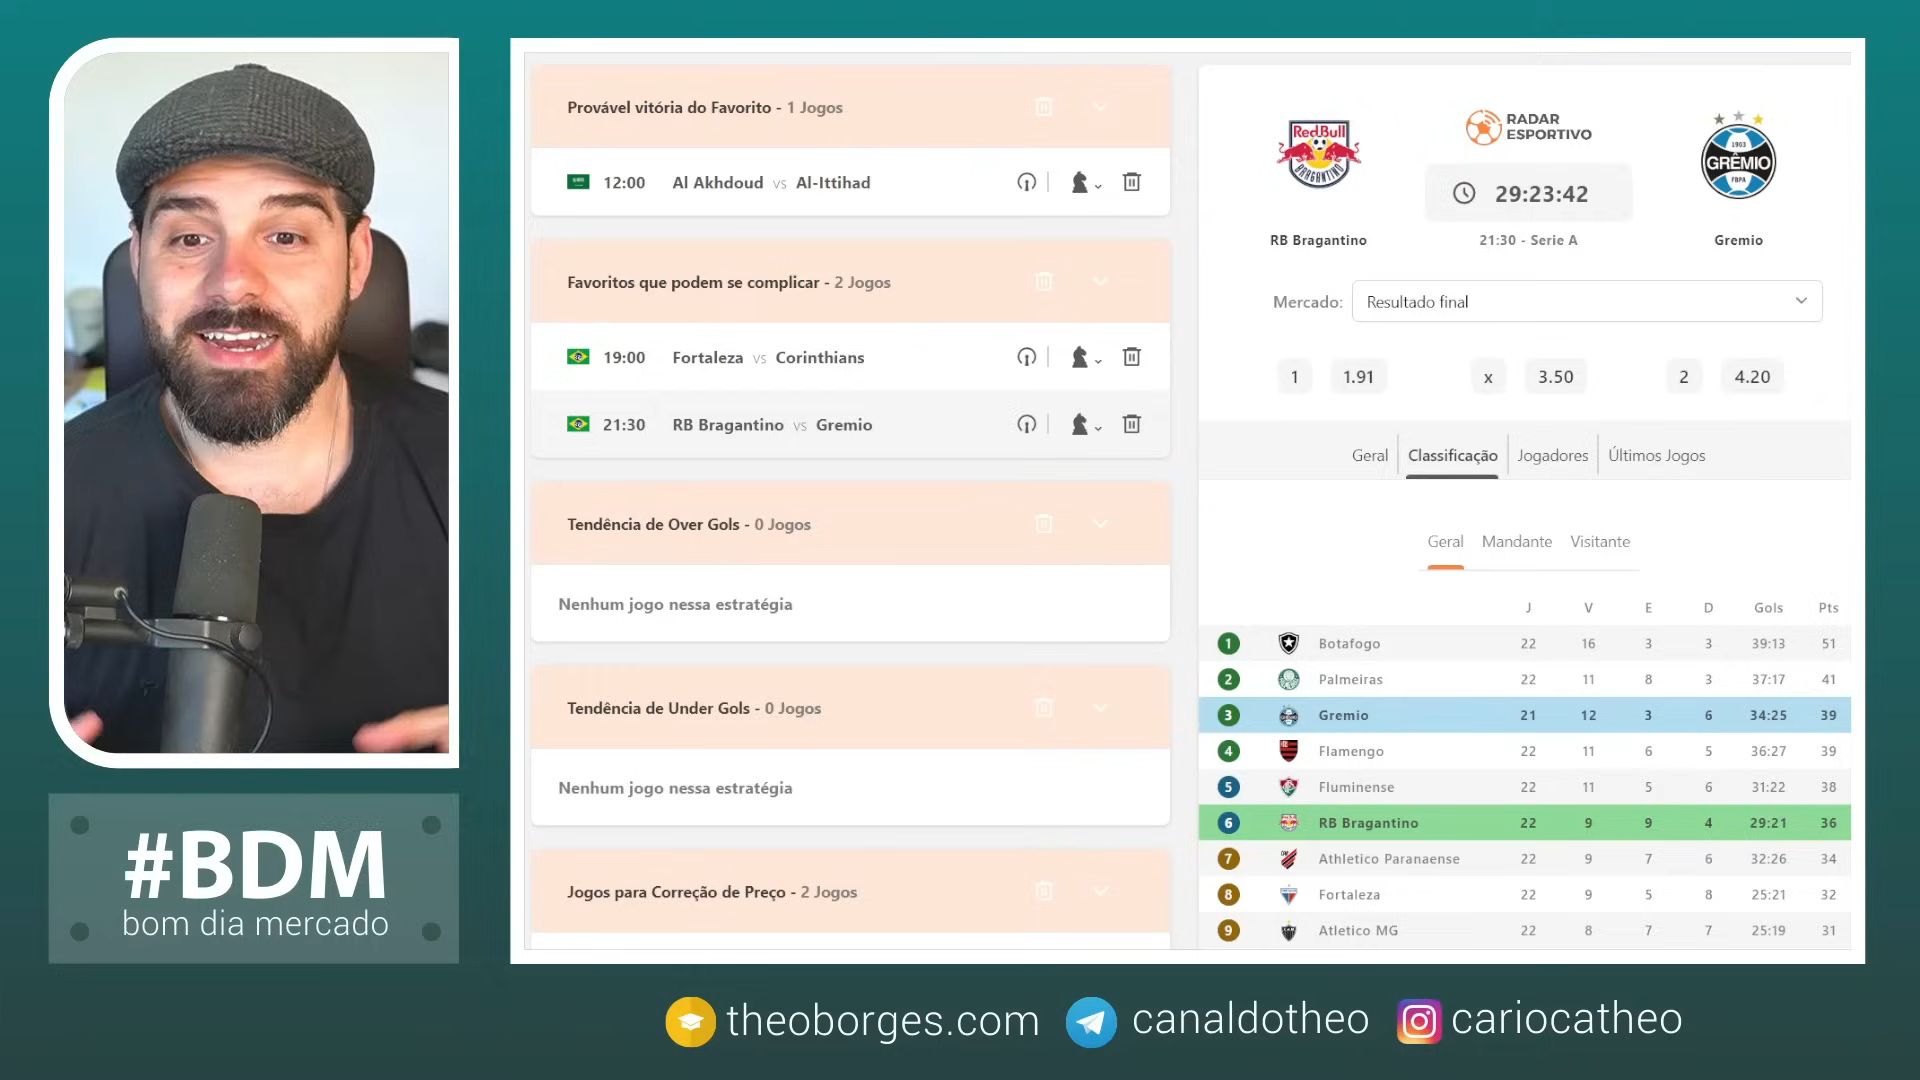 Provável vitória do Favorito - 1 Jogos
12:00 Al Akhdoud vs Al-Ittihad
Favoritos que podem se complicar - 2 Jogos
19:00 Fortaleza vs Corinthians
21:30 RB Bragantino vs Gremio
Tendência de Over Gols - 0 Jogos
Nenhum jogo nessa estratégia
Tendência de Under Gols - 0 Jogos
Nenhum jogo nessa estratégia
Jogos para Correção de Preço - 2 Jogos
RedBull
BRAGANTINO
RADAR
ESPORTIVO
1903
GRÊMIO
FBPA
29:23:42
RB Bragantino
21:30 - Serie A
Gremio
Mercado: Resultado final
1 1.91 x 3.50 2 4.20
Geral Classificação Jogadores Últimos Jogos
Geral Mandante Visitante
J V E D Gols Pts
1 Botafogo 22 16 3 3 39:13 51
2 Palmeiras 22 11 8 3 37:17 41
3 Gremio 21 12 3 6 34:25 39
4 Flamengo 22 11 6 5 36:27 39
5 Fluminense 22 11 5 6 31:22 38
6 RB Bragantino 22 9 9 4 29:21 36
7 Athletico Paranaense 22 9 7 6 32:26 34
8 Fortaleza 22 9 5 8 25:21 32
9 Atletico MG 22 8 7 7 25:19 31
#BDM
bom dia mercado
theoborges.com canaldotheo cariocatheo